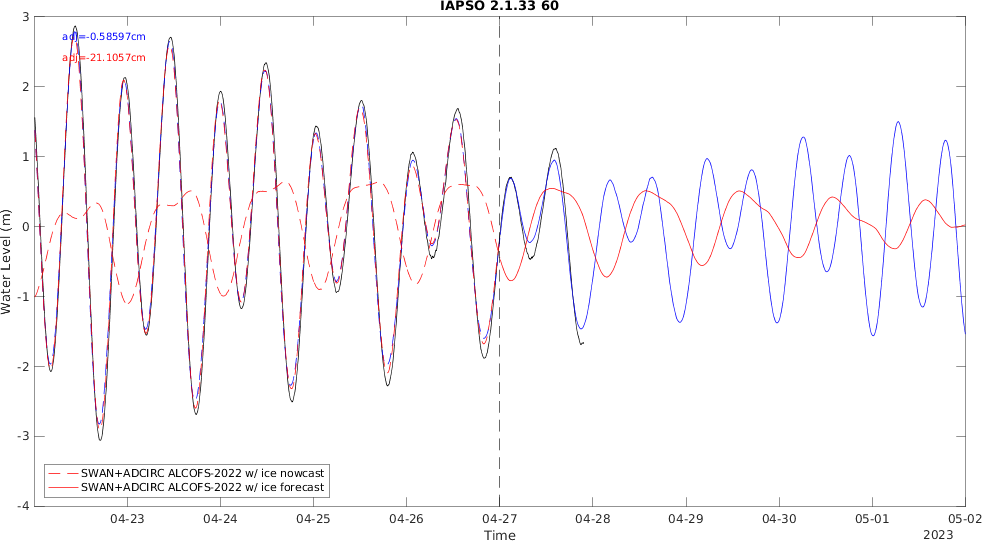 IAPSO 2.1.33 60
adj=-0.58597cm
adj=-21.1057cm
Water Level (m)
3
2
1
0
-1
-2
-3
-4
SWAN+ADCIRC ALCOFS-2022 w/ ice nowcast
SWAN+ADCIRC ALCOFS-2022 w/ ice forecast
04-23 04-24 04-25 04-26 04-27 04-28 04-29 04-30 05-01 05-02
Time
2023